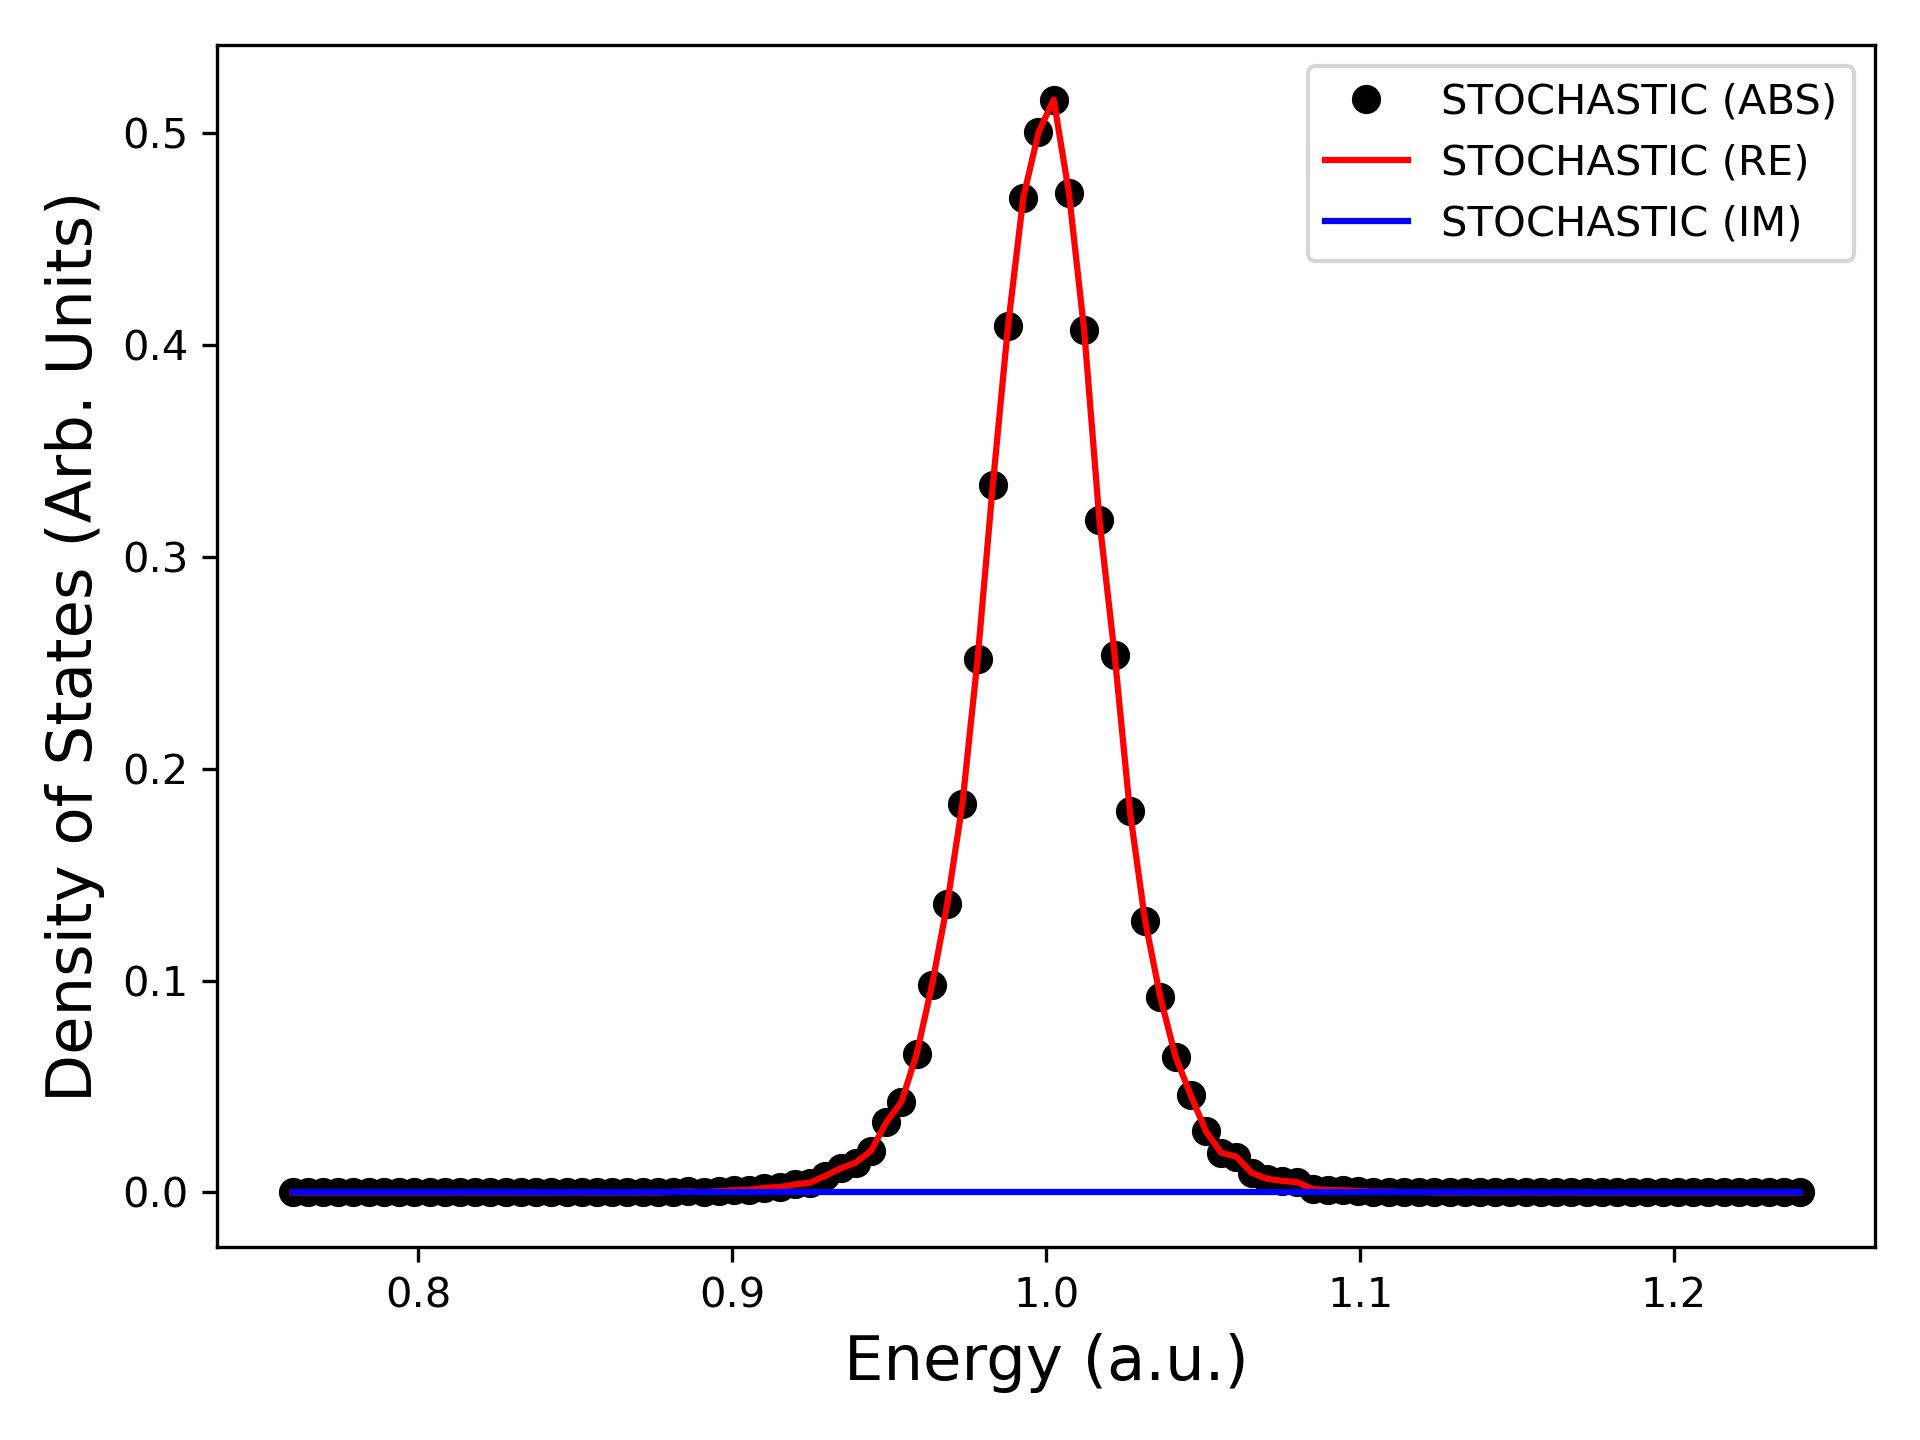 STOCHASTIC (ABS)
STOCHASTIC (RE)
STOCHASTIC (IM)
Density of States (Arb. Units)
0.5
0.4
0.3
0.2
0.1
0.0
0.8 0.9 1.0 1.1 1.2
Energy (a.u.)